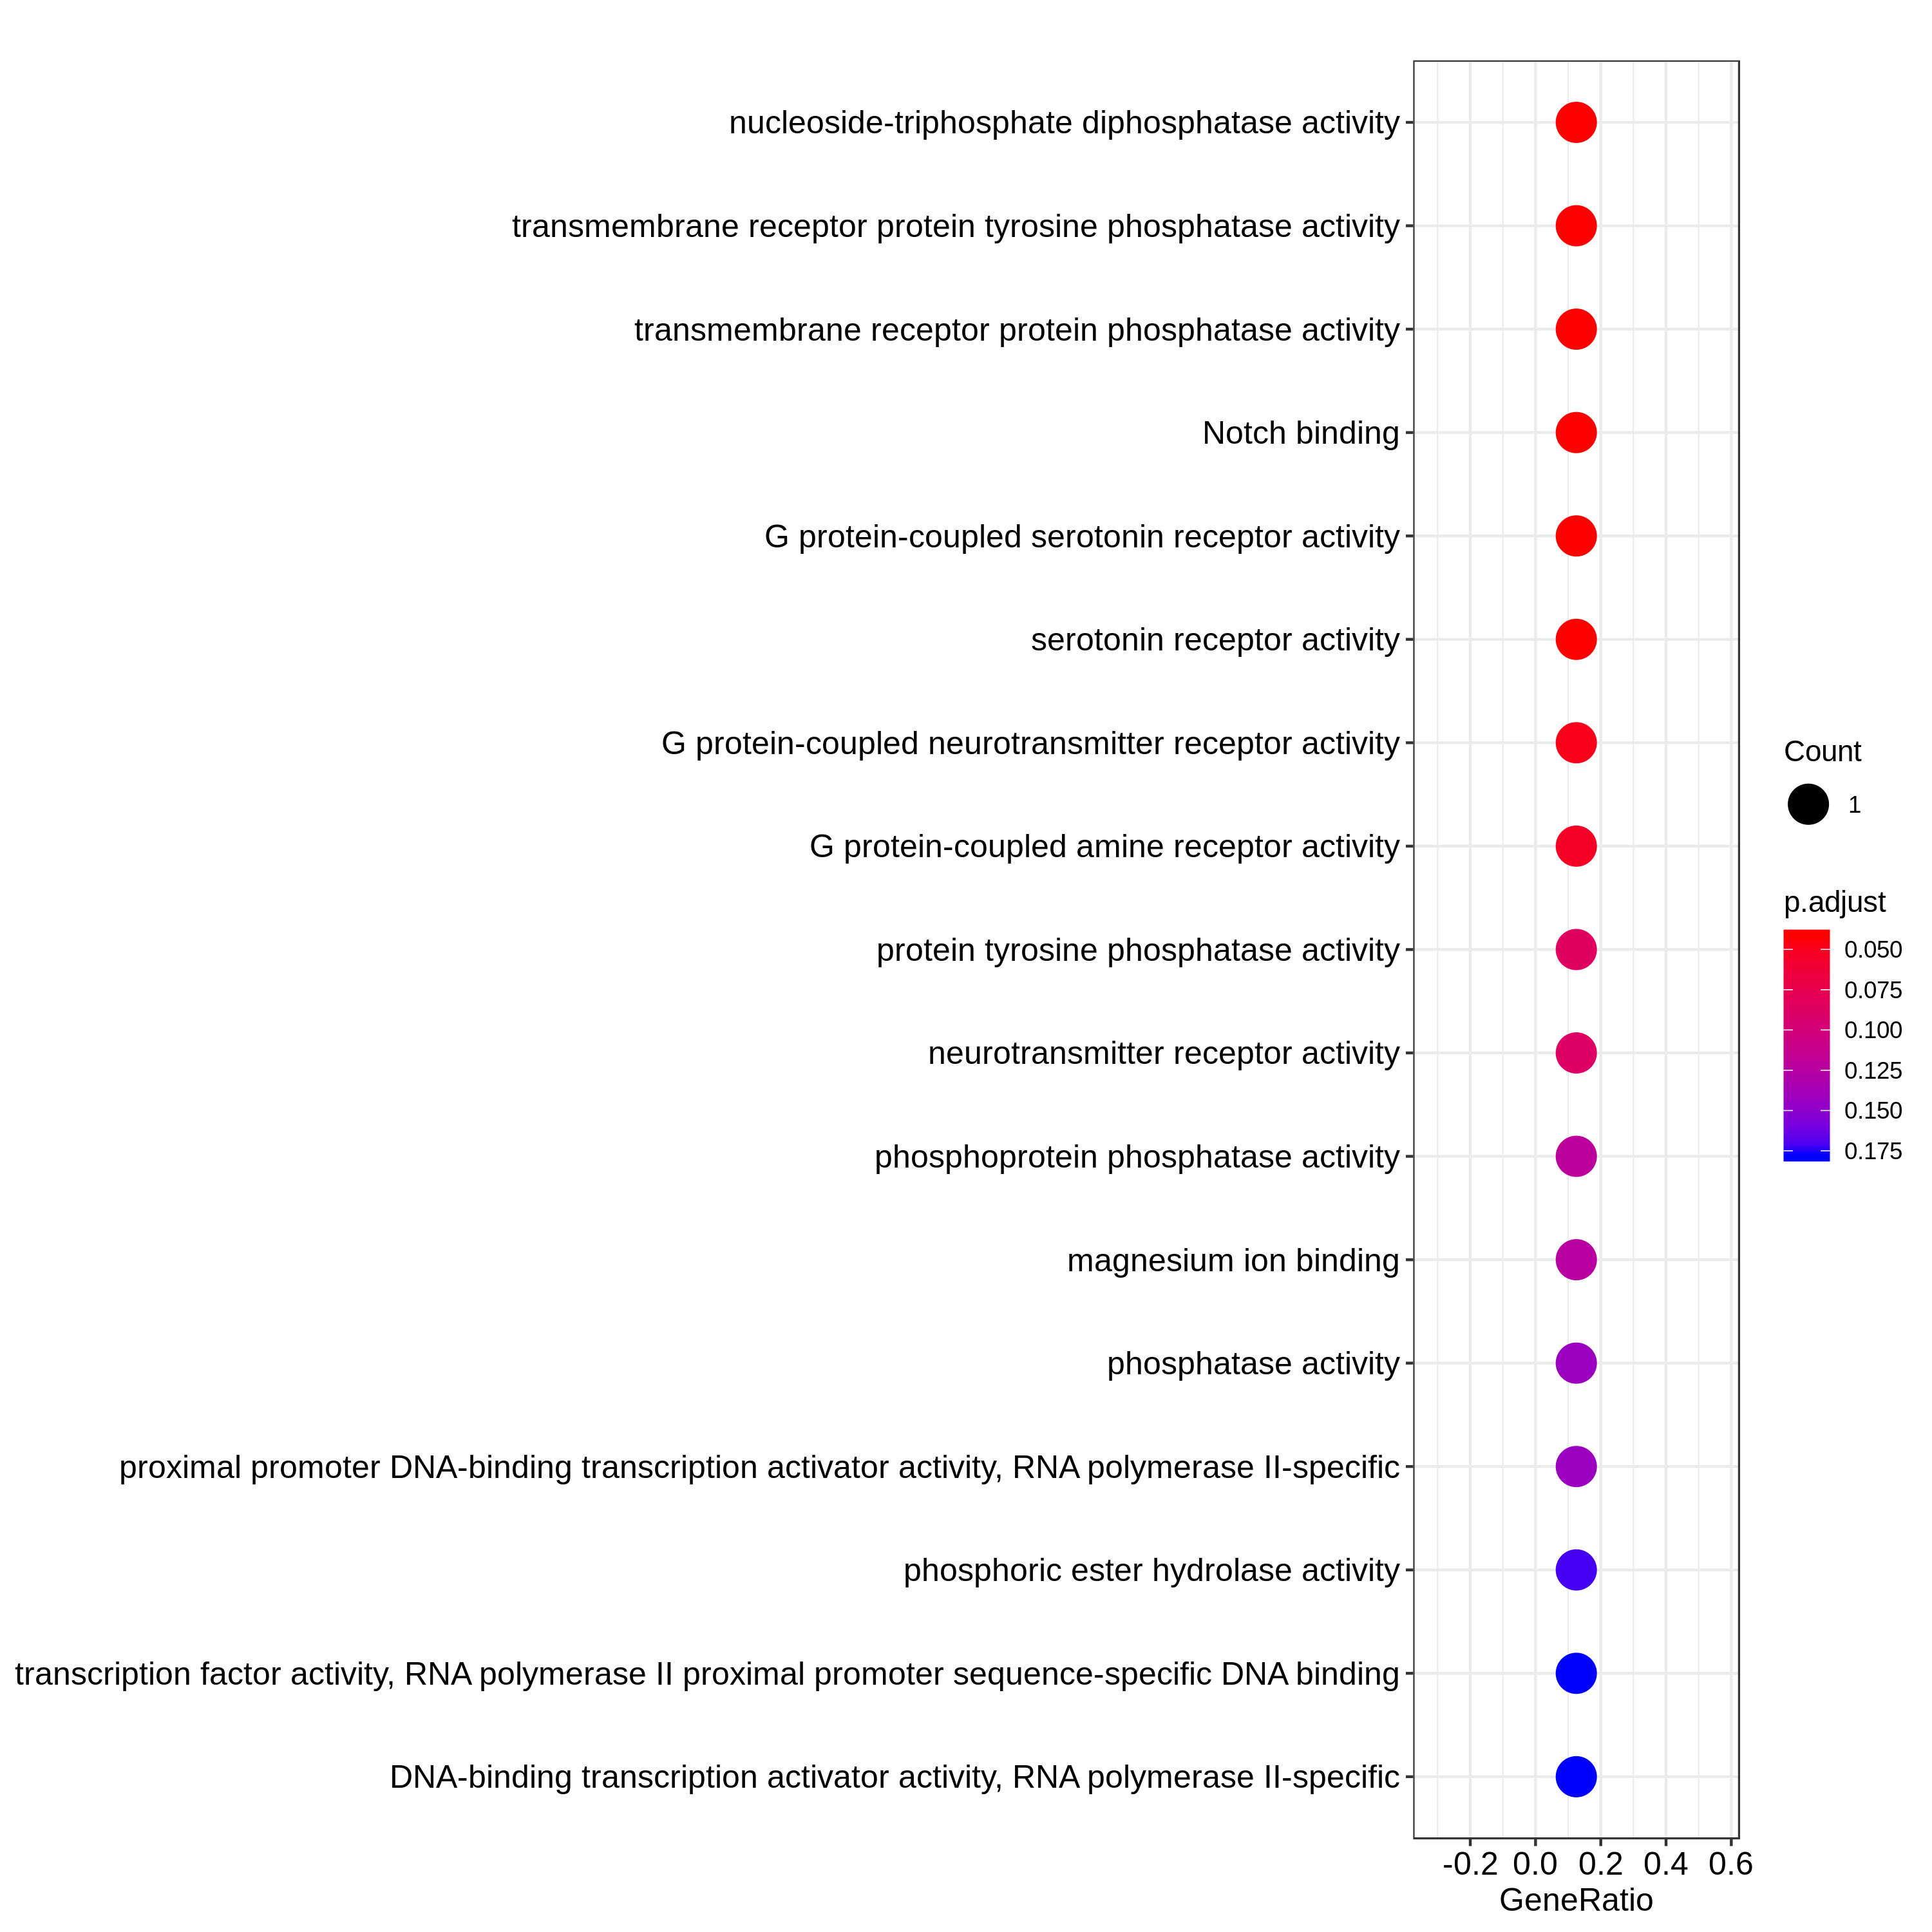 nucleoside-triphosphate diphosphatase activity
transmembrane receptor protein tyrosine phosphatase activity
transmembrane receptor protein phosphatase activity
Notch binding
G protein-coupled serotonin receptor activity
serotonin receptor activity
G protein-coupled neurotransmitter receptor activity
G protein-coupled amine receptor activity
protein tyrosine phosphatase activity
neurotransmitter receptor activity
phosphoprotein phosphatase activity
magnesium ion binding
phosphatase activity
proximal promoter DNA-binding transcription activator activity, RNA polymerase II-specific
phosphoric ester hydrolase activity
transcription factor activity, RNA polymerase II proximal promoter sequence-specific DNA binding
DNA-binding transcription activator activity, RNA polymerase II-specific
-0.2 0.0 0.2 0.4 0.6
GeneRatio
Count
1
p.adjust
0.050
0.075
0.100
0.125
0.150
0.175